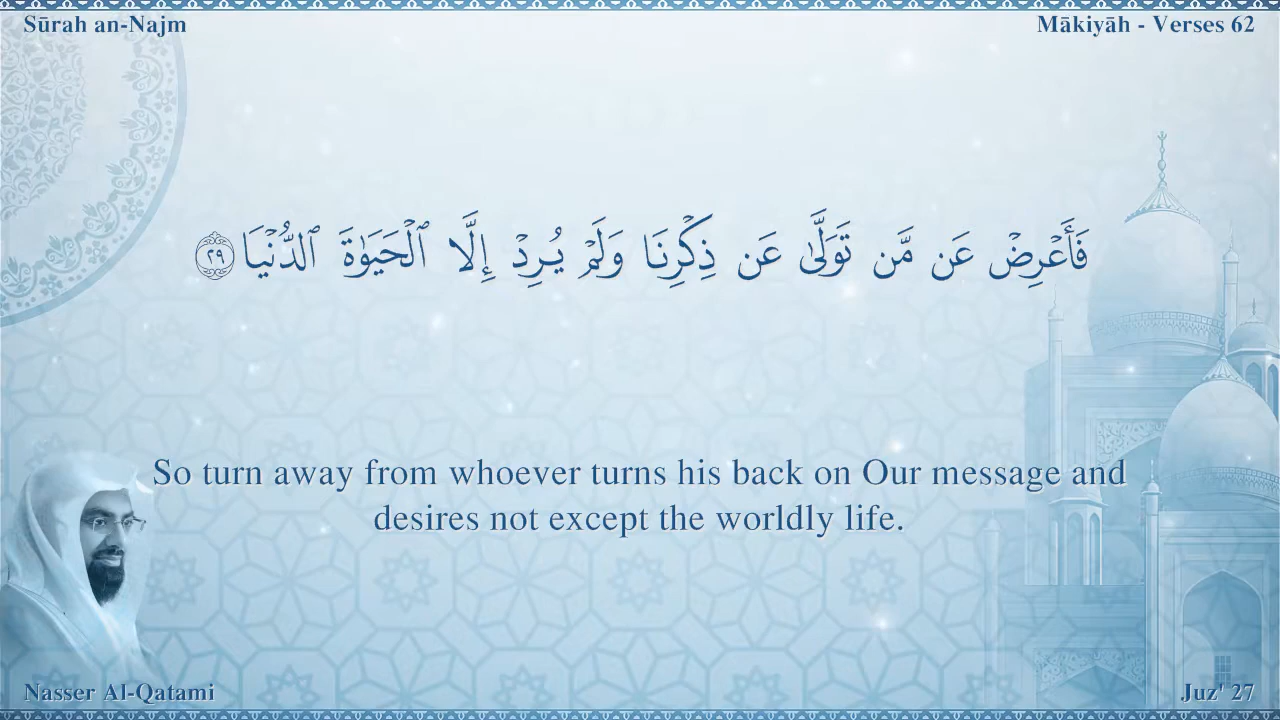 Sūrah an-Najm
Mākiyāh - Verses 62
فَأَعْرِضْ عَن مَّن تَوَلَّىٰ عَن ذِكْرِنَا وَلَمْ يُرِدْ إِلَّا ٱلْحَيَوٰةَ ٱلدُّنْيَا ٢٩
So turn away from whoever turns his back on Our message and
desires not except the worldly life.
Nasser Al-Qatami
Juz' 27